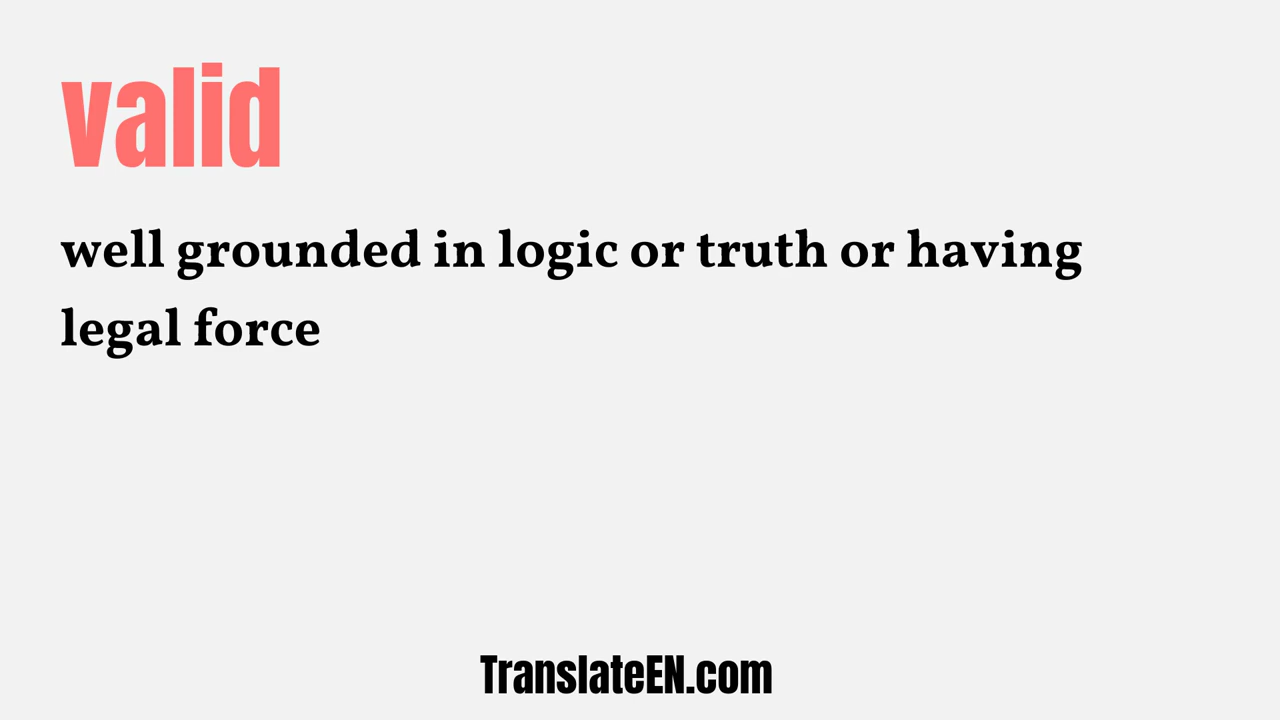 valid
well grounded in logic or truth or having
legal force
TranslateEN.com